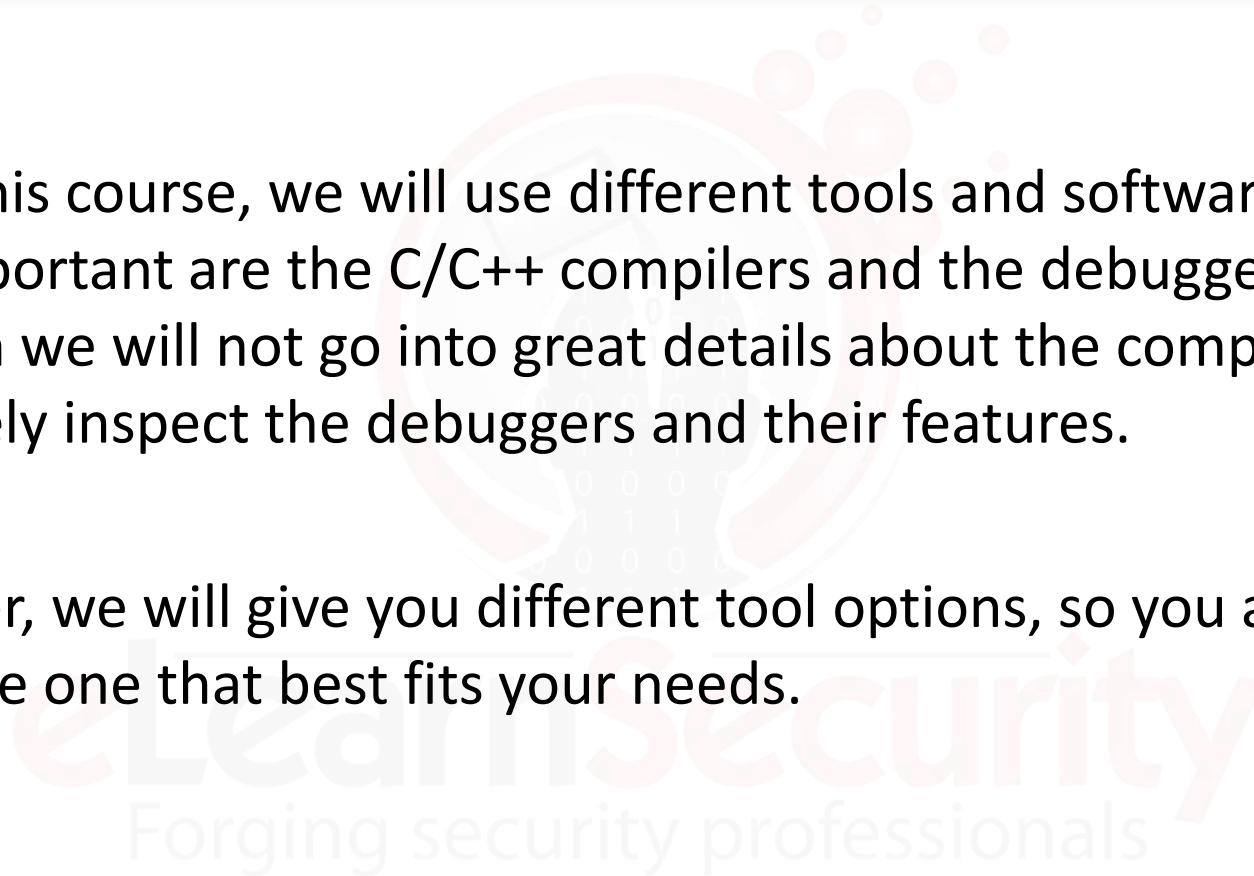 his course, we will use different tools and softwar
portant are the C/C++ compilers and the debugge
we will not go into great details about the comp
ely inspect the debuggers and their features.
r, we will give you different tool options, so you a
e one that best fits your needs.
eLearnSecurity
Forging security professionals